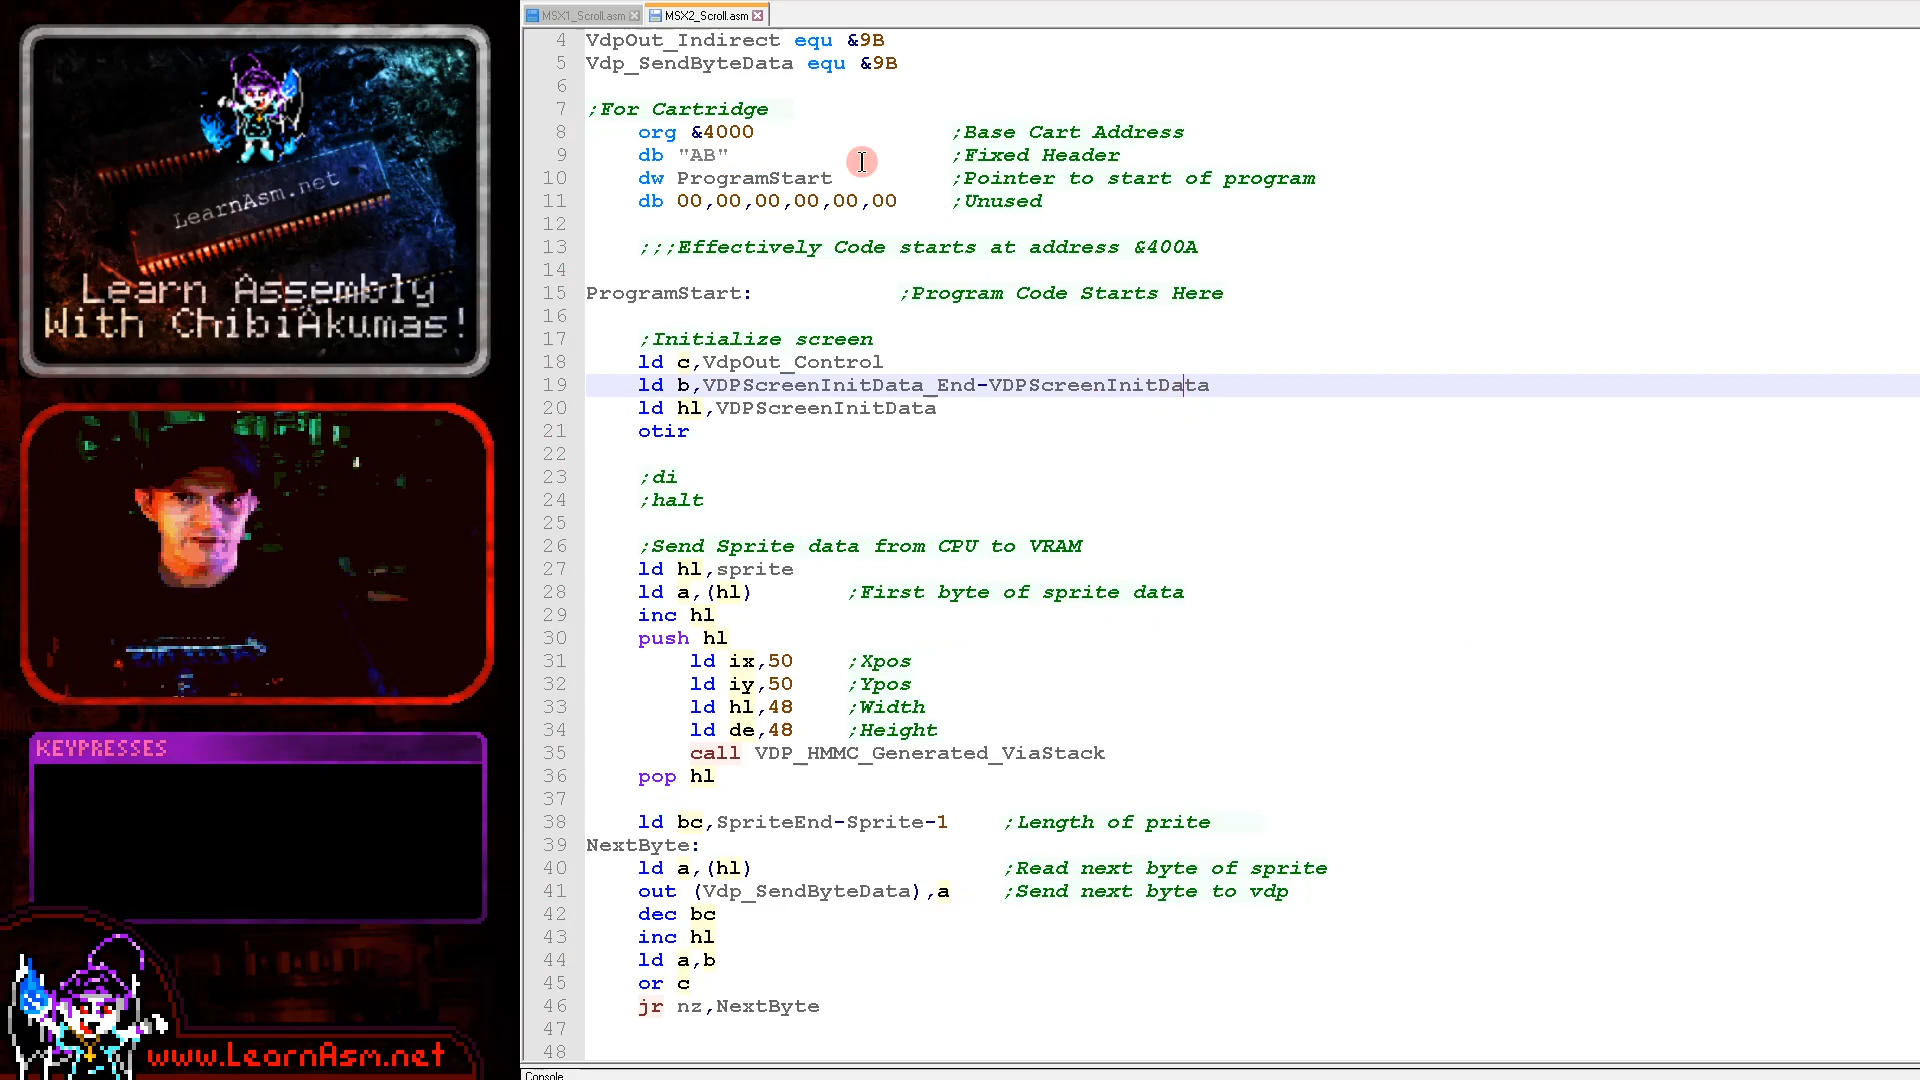 MSX1_Scroll.asm MSX2_Scroll.asm
4 VdpOut_Indirect equ &9B
5 Vdp_SendByteData equ &9B
6
7 ;For Cartridge
8 org &4000 ;Base Cart Address
9 db "AB" ;Fixed Header
10 dw ProgramStart ;Pointer to start of program
11 db 00,00,00,00,00,00 ;Unused
12
13 ;;;Effectively Code starts at address &400A
14
15 ProgramStart: ;Program Code Starts Here
16
17 ;Initialize screen
18 ld c,VdpOut_Control
19 ld b,VDPScreenInitData_End-VDPScreenInitData
20 ld hl,VDPScreenInitData
21 otir
22
23 ;di
24 ;halt
25
26 ;Send Sprite data from CPU to VRAM
27 ld hl,sprite
28 ld a,(hl) ;First byte of sprite data
29 inc hl
30 push hl
31 ld ix,50 ;Xpos
32 ld iy,50 ;Ypos
33 ld hl,48 ;Width
34 ld de,48 ;Height
35 call VDP_HMMC_Generated_ViaStack
36 pop hl
37
38 ld bc,SpriteEnd-Sprite-1 ;Length of prite
39 NextByte:
40 ld a,(hl) ;Read next byte of sprite
41 out (Vdp_SendByteData),a ;Send next byte to vdp
42 dec bc
43 inc hl
44 ld a,b
45 or c
46 jr nz,NextByte
47
48
Console
LearnAsm.net
Learn Assembly
With ChibiAkumas!
KEYPRESSES
www.LearnAsm.net